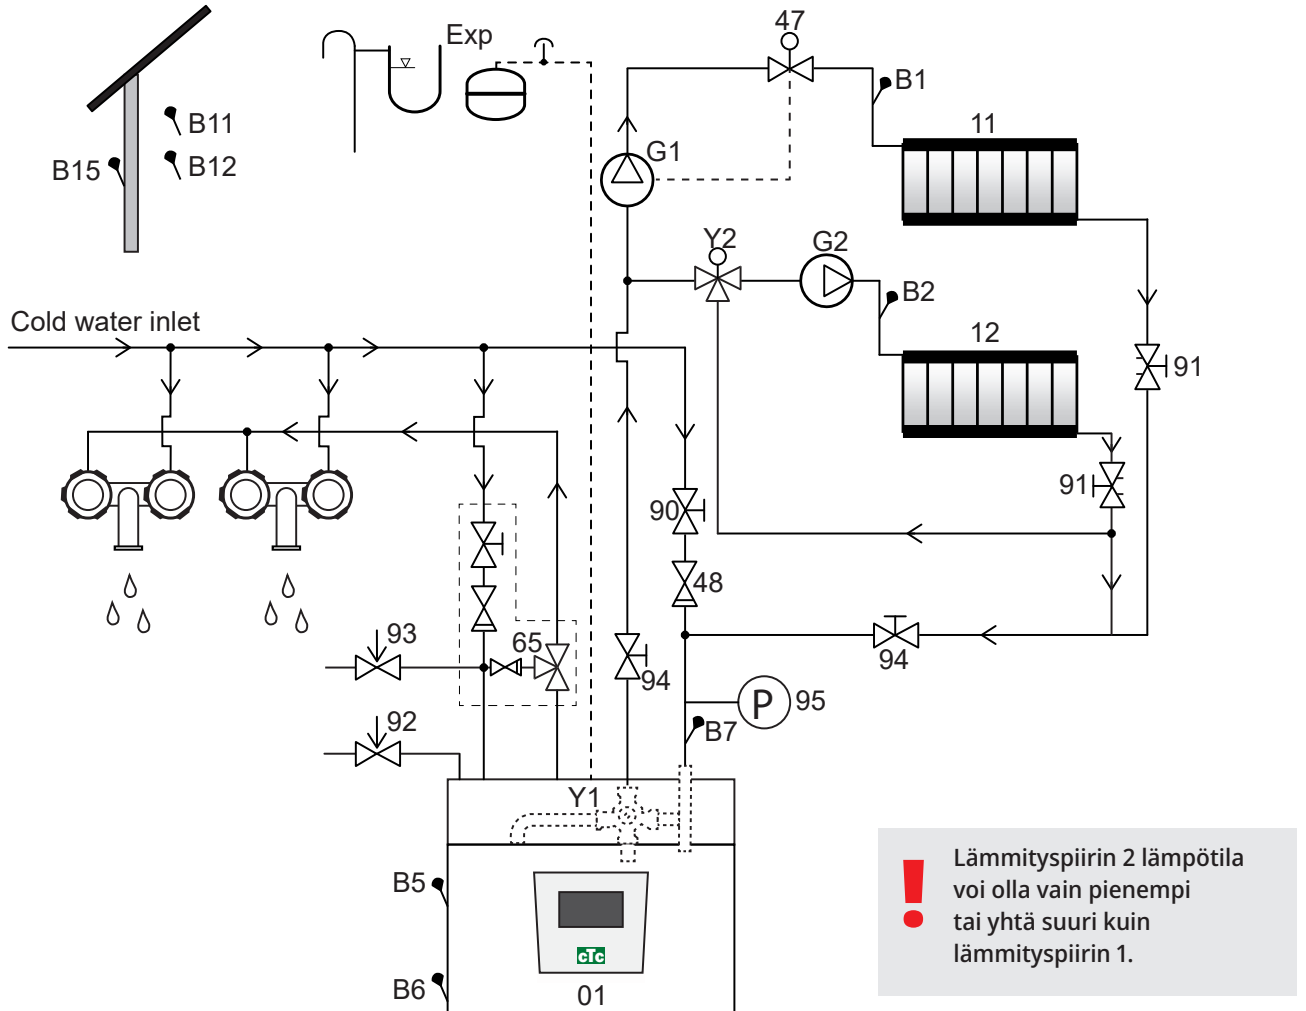 47
Exp
B1
B11
11
G1
B12
B15
Y2
G2
B2
Cold water inlet
12
91
91
90
48
93
65
94
94
95
P
92
B7
Y1
B5
Lämmityspiirin 2 lämpötila
voi olla vain pienempi
tai yhtä suuri kuin
lämmityspiirin 1.
!
cTc
B6
01